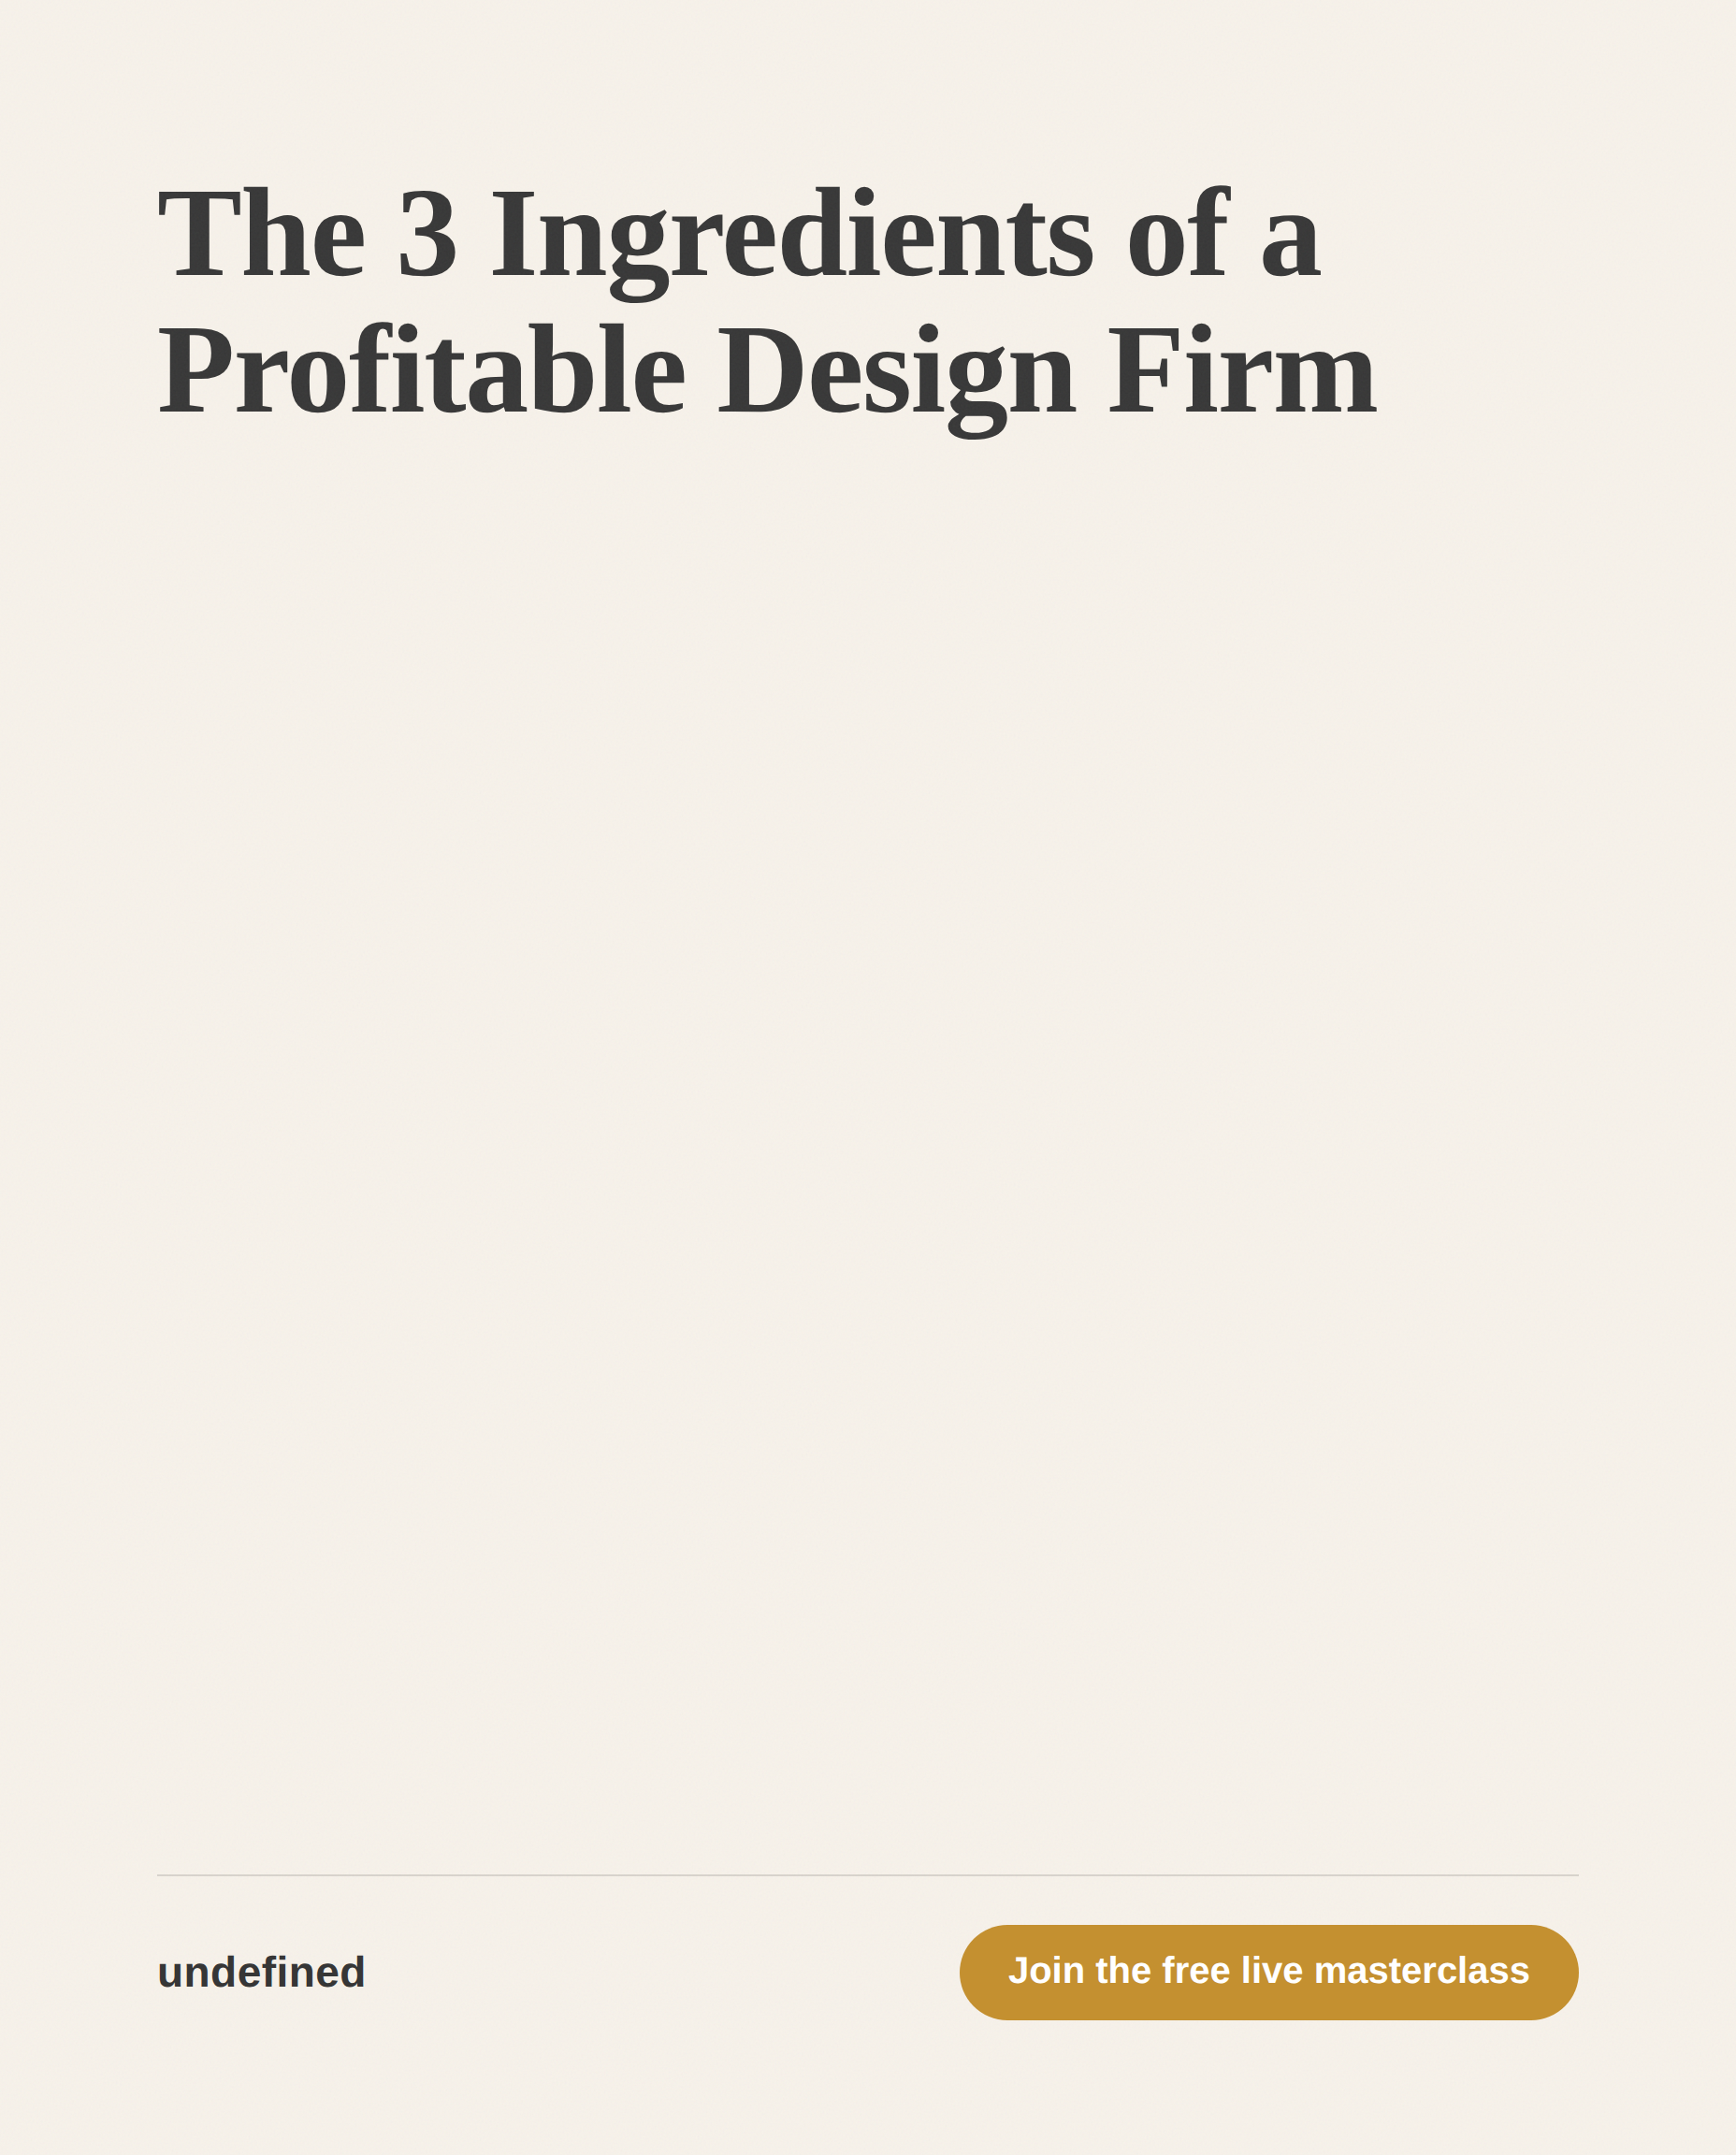 The 3 Ingredients of a
Profitable Design Firm
undefined
Join the free live masterclass